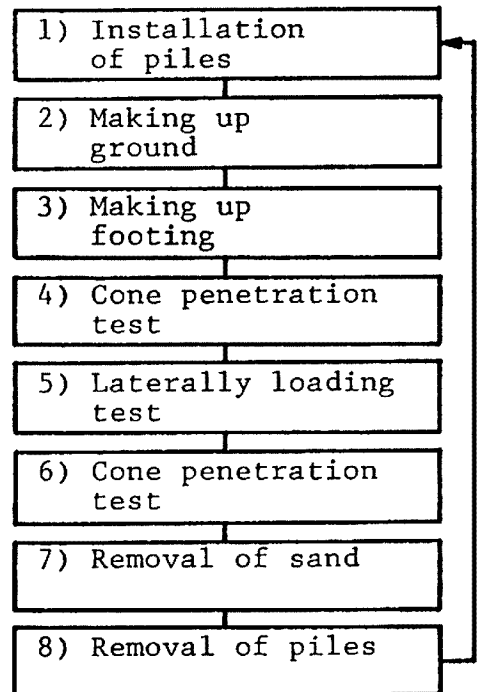 1) Installation
of piles
2) Making up
ground
3) Making up
footing
4) Cone penetration
test
5) Laterally loading
test
6) Cone penetration
test
7) Removal of sand
8) Removal of piles